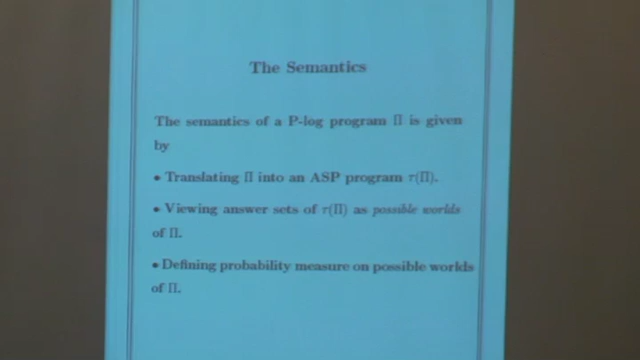 The Semantics
The semantics of a P-log program Π is given
by
• Translating Π into an ASP program τ(Π).
• Viewing answer sets of τ(Π) as possible worlds
of Π.
• Defining probability measure on possible worlds
of Π.